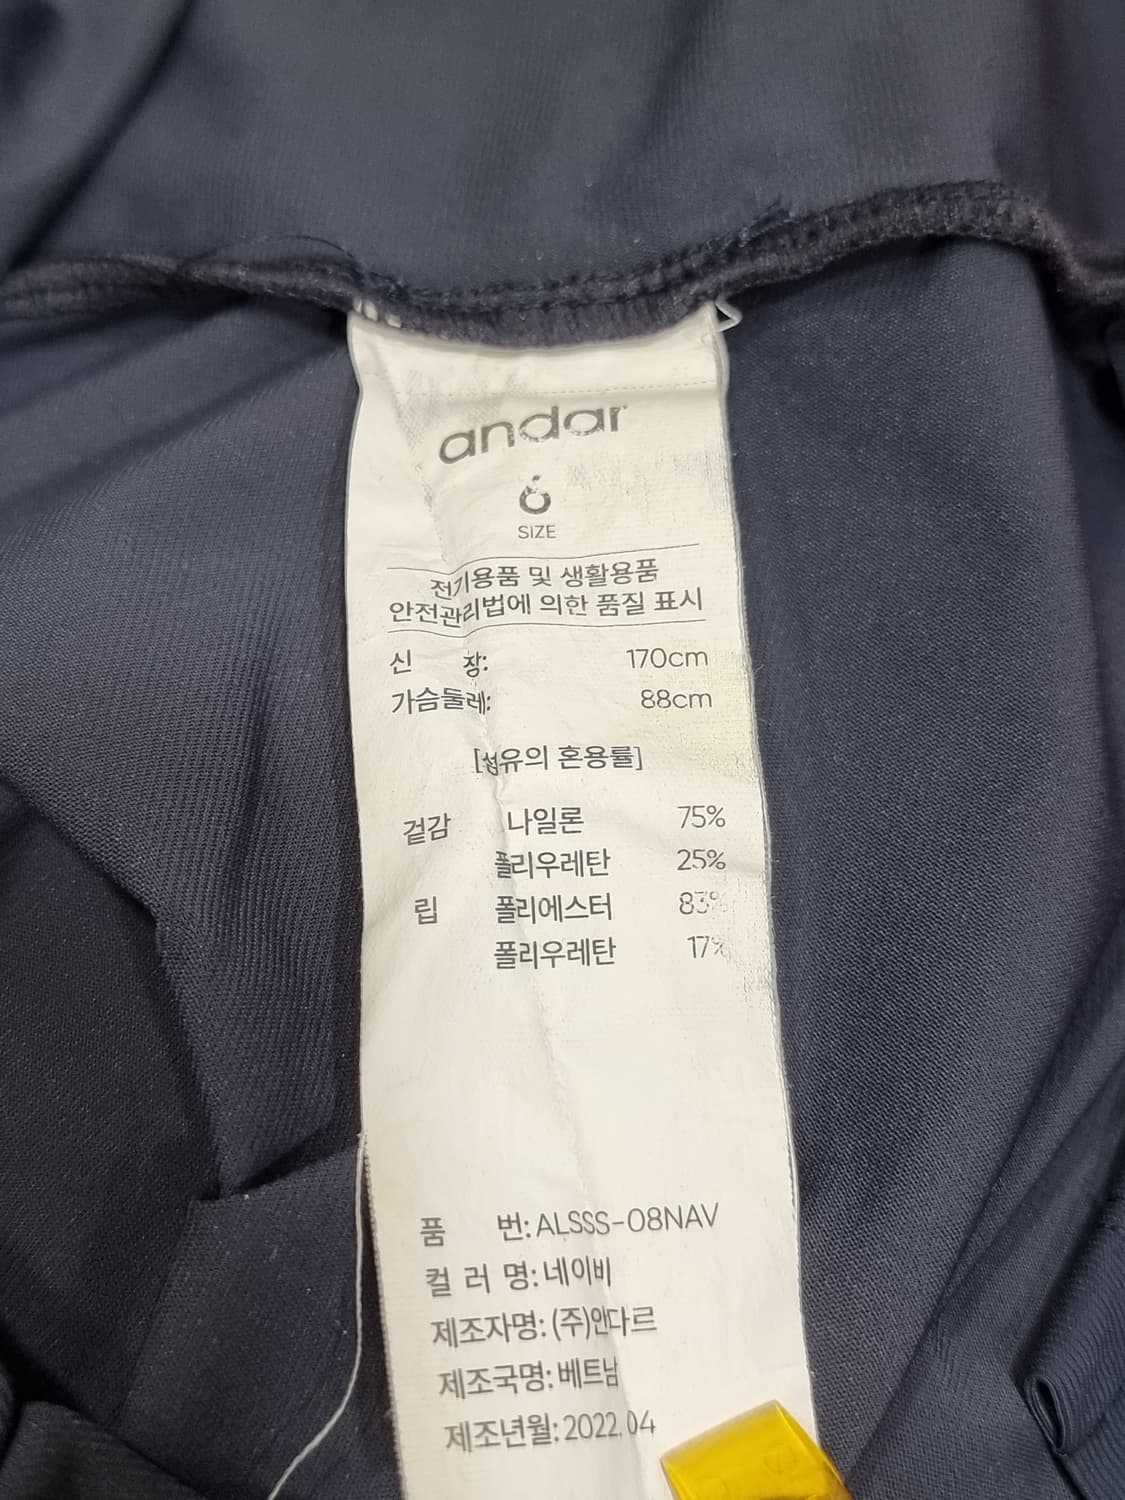 andar
6
SIZE
전기용품 및 생활용품
안전관리법에 의한 품질 표시
신 장: 170cm
가슴둘레: 88cm
[섬유의 혼용률]
겉감 나일론 75%
폴리우레탄 25%
립 폴리에스터 83%
폴리우레탄 17%
품 번: ALSSS-08NAV
컬 러 명: 네이비
제조자명: (주)안다르
제조국명: 베트남
제조년월: 2022.04